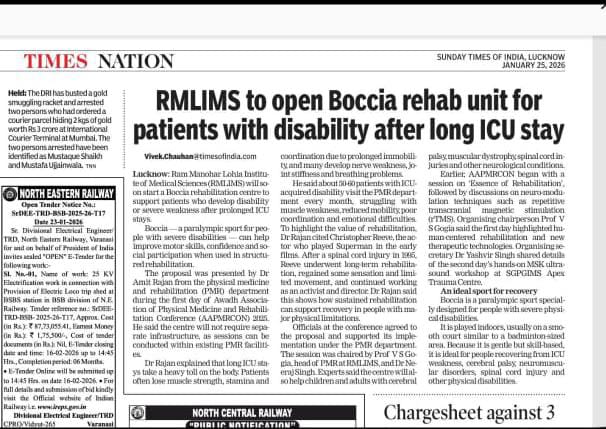 TIMES NATION
SUNDAY TIMES OF INDIA, LUCKNOW
JANUARY 25, 2026
Held: The DRI has busted a gold
smuggling racket and arrested
two persons who had ordered a
courier parcel hiding 2 kgs of gold
worth Rs 3 crore at International
Courier Terminal at Mumbai. The
two persons arrested have been
identified as Mustaque Shaikh
and Mustafa Ujjainwala. TNN
NORTH EASTERN RAILWAY
Open Tender Notice No.:
SrDEE-TRD-BSB-2025-26-T17
Date 23-01-2026
Sr. Divisional Electrical Engineer/
TRD, North Eastern Railway, Varanasi
for and on behalf of President of India
invites sealed "OPEN" E-Tender for the
following work:-
Sl. No.-01, Name of work: 25 KV
Electrification work in connection with
Provision of Electric Loco trip shed at
BSBS station in BSB division of N.E.
Railway. Tender reference no.: SrDEE-
TRD-BSB-2025-26-T17, Approx. Cost
(in Rs.): ₹ 87,73,055.41, Earnest Money
(in Rs.): ₹ 1,75,500/-, Cost of tender
documents (in Rs.): Nil, E-Tender closing
date and time: 16-02-2026 up to 14:45
Hrs., Completion period: 06 Months.
• E-Tender Online will be submitted up
to 14:45 Hrs. on date 16-02-2026. • For
full details and submission of bid kindly
visit the Official website of Indian
Railway i.e. www.ireps.gov.in
Divisional Electrical Engineer/TRD
CPRO/Vidyut-265 Varanasi
RMLIMS to open Boccia rehab unit for
patients with disability after long ICU stay
Vivek.Chauhan@timesofindia.com
Lucknow: Ram Manohar Lohia Institu-
te of Medical Sciences (RMLIMS) will so-
on start a Boccia rehabilitation centre to
support patients who develop disability
or severe weakness after prolonged ICU
stays.
Boccia — a paralympic sport for peo-
ple with severe disabilities — can help
improve motor skills, confidence and so-
cial participation when used in structu-
red rehabilitation.
The proposal was presented by Dr
Amit Rajan from the physical medicine
and rehabilitation (PMR) department
during the first day of Awadh Associa-
tion of Physical Medicine and Rehabili-
tation Conference (AAPMRCON) 2025.
He said the centre will not require sepa-
rate infrastructure, as sessions can be
conducted within existing PMR faciliti-
es.
Dr Rajan explained that long ICU sta-
ys take a heavy toll on the body. Patients
often lose muscle strength, stamina and
coordination due to prolonged immobili-
ty, and many develop nerve weakness, jo-
int stiffness and breathing problems.
He said about 50-60 patients with ICU-
acquired disability visit the PMR depart-
ment every month, struggling with
muscle weakness, reduced mobility, poor
coordination and emotional difficulties.
To highlight the value of rehabilitation,
Dr Rajan cited Christopher Reeve, the ac-
tor who played Superman in the early
films. After a spinal cord injury in 1995,
Reeve underwent long-term rehabilita-
tion, regained some sensation and limi-
ted movement, and continued working
as an activist and director. Dr Rajan said
this shows how sustained rehabilitation
can support recovery in people with ma-
jor physical limitations.
Officials at the conference agreed to
the proposal and supported its imple-
mentation under the PMR department.
The session was chaired by Prof V S Go-
gia, head of PMR at RMLIMS, and Dr Ne-
eraj Singh. Experts said the centre will al-
so help children and adults with cerebral
palsy, muscular dystrophy, spinal cord in-
juries and other neurological conditions.
Earlier, AAPMRCON began with a
session on 'Essence of Rehabilitation',
followed by discussions on neuro-modu-
lation techniques such as repetitive
transcranial magnetic stimulation
(rTMS). Organising chairperson Prof V
S Gogia said the first day highlighted hu-
man-centered rehabilitation and new
therapeutic technologies. Organising se-
cretary Dr Yashvir Singh shared details
of the second day's hands-on MSK ultra-
sound workshop at SGPGIMS Apex
Trauma Centre.
An ideal sport for recovery
Boccia is a paralympic sport special-
ly designed for people with severe physi-
cal disabilities.
It is played indoors, usually on a smo-
oth court similar to a badminton-sized
area. Because it is gentle but skill-based,
it is ideal for people recovering from ICU
weakness, cerebral palsy, neuromuscu-
lar disorders, spinal cord injury and
other physical disabilities.
NORTH CENTRAL RAILWAY
"PUBLIC NOTIFICATION"
Chargesheet against 3